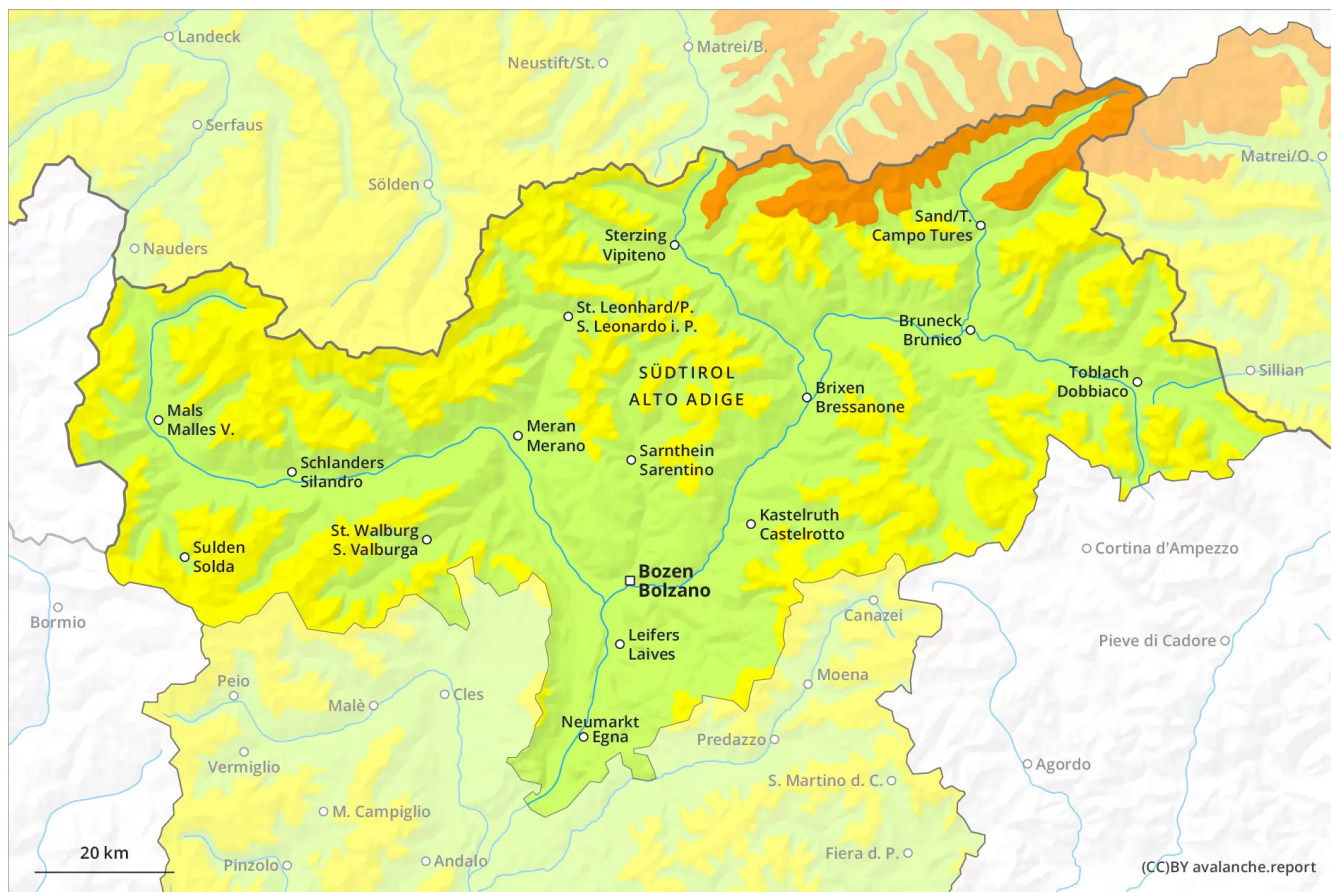 Landeck
Matrei/B.
Neustift/St.
Serfaus
Matrei/O.
Sölden
Nauders
Sand/T.
Campo Tures
Sterzing
Vipiteno
St. Leonhard/P.
S. Leonardo i. P.
Bruneck
Brunico
SÜDTIROL
ALTO ADIGE
Toblach
Dobbiaco
Sillian
Brixen
Bressanone
Mals
Malles V.
Meran
Merano
Sarnthein
Sarentino
Schlanders
Silandro
Kastelruth
Castelrotto
St. Walburg
S. Valburga
Sulden
Solda
Cortina d'Ampezzo
Bozen
Bolzano
Bormio
Canazei
Leifers
Laives
Pieve di Cadore
Peio
Moena
Malè
Cles
Neumarkt
Egna
Predazzo
Vermiglio
Agordo
S. Martino d. C.
M. Campiglio
20 km
Pinzolo
Andalo
Fiera d. P.
(CC)BY avalanche.report